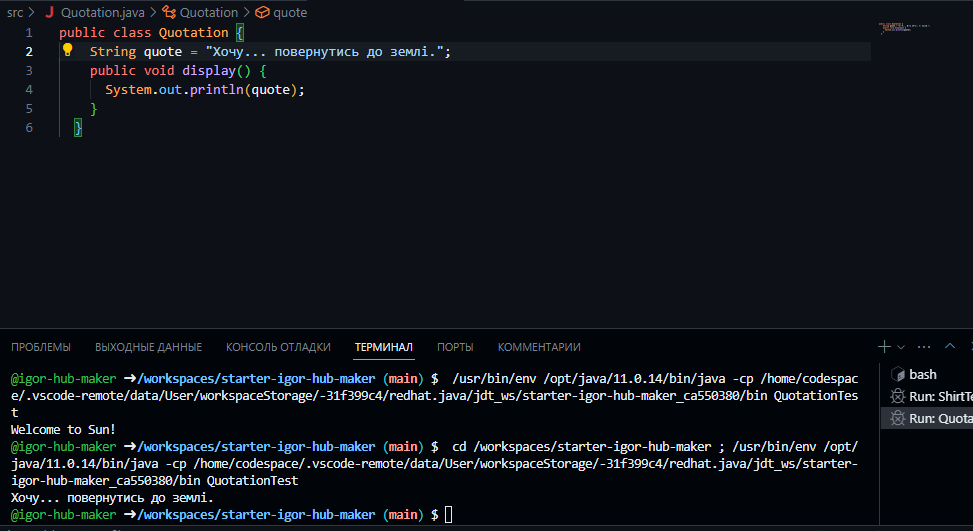 src > J Quotation.java > Quotation > quote
1 public class Quotation {
2 String quote = "Хочу... повернутись до землі.";
3 public void display() {
4 System.out.println(quote);
5 }
6 }
ПРОБЛЕМЫ ВЫХОДНЫЕ ДАННЫЕ КОНСОЛЬ ОТЛАДКИ ТЕРМИНАЛ ПОРТЫ КОММЕНТАРИИ
@igor-hub-maker ➜/workspaces/starter-igor-hub-maker (main) $  /usr/bin/env /opt/java/11.0.14/bin/java -cp /home/codespac
e/.vscode-remote/data/User/workspaceStorage/-31f399c4/redhat.java/jdt_ws/starter-igor-hub-maker_ca550380/bin QuotationTes
t
Welcome to Sun!
@igor-hub-maker ➜/workspaces/starter-igor-hub-maker (main) $  cd /workspaces/starter-igor-hub-maker ; /usr/bin/env /opt/
java/11.0.14/bin/java -cp /home/codespace/.vscode-remote/data/User/workspaceStorage/-31f399c4/redhat.java/jdt_ws/starter-
igor-hub-maker_ca550380/bin QuotationTest
Хочу... повернутись до землі.
@igor-hub-maker ➜/workspaces/starter-igor-hub-maker (main) $
bash
Run: ShirtTe
Run: Quota